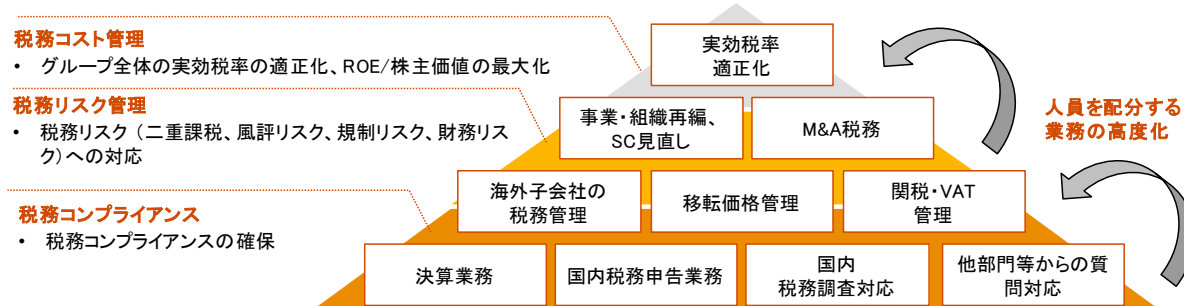 税務コスト管理
• グループ全体の実効税率の適正化、ROE/株主価値の最大化
税務リスク管理
• 税務リスク（二重課税、風評リスク、規制リスク、財務リス
ク）への対応
税務コンプライアンス
• 税務コンプライアンスの確保
実効税率
適正化
事業・組織再編、
SC見直し
M&A税務
海外子会社の
税務管理
移転価格管理
関税・VAT
管理
決算業務
国内税務申告業務
国内
税務調査対応
他部門等からの質
問対応
人員を配分する
業務の高度化